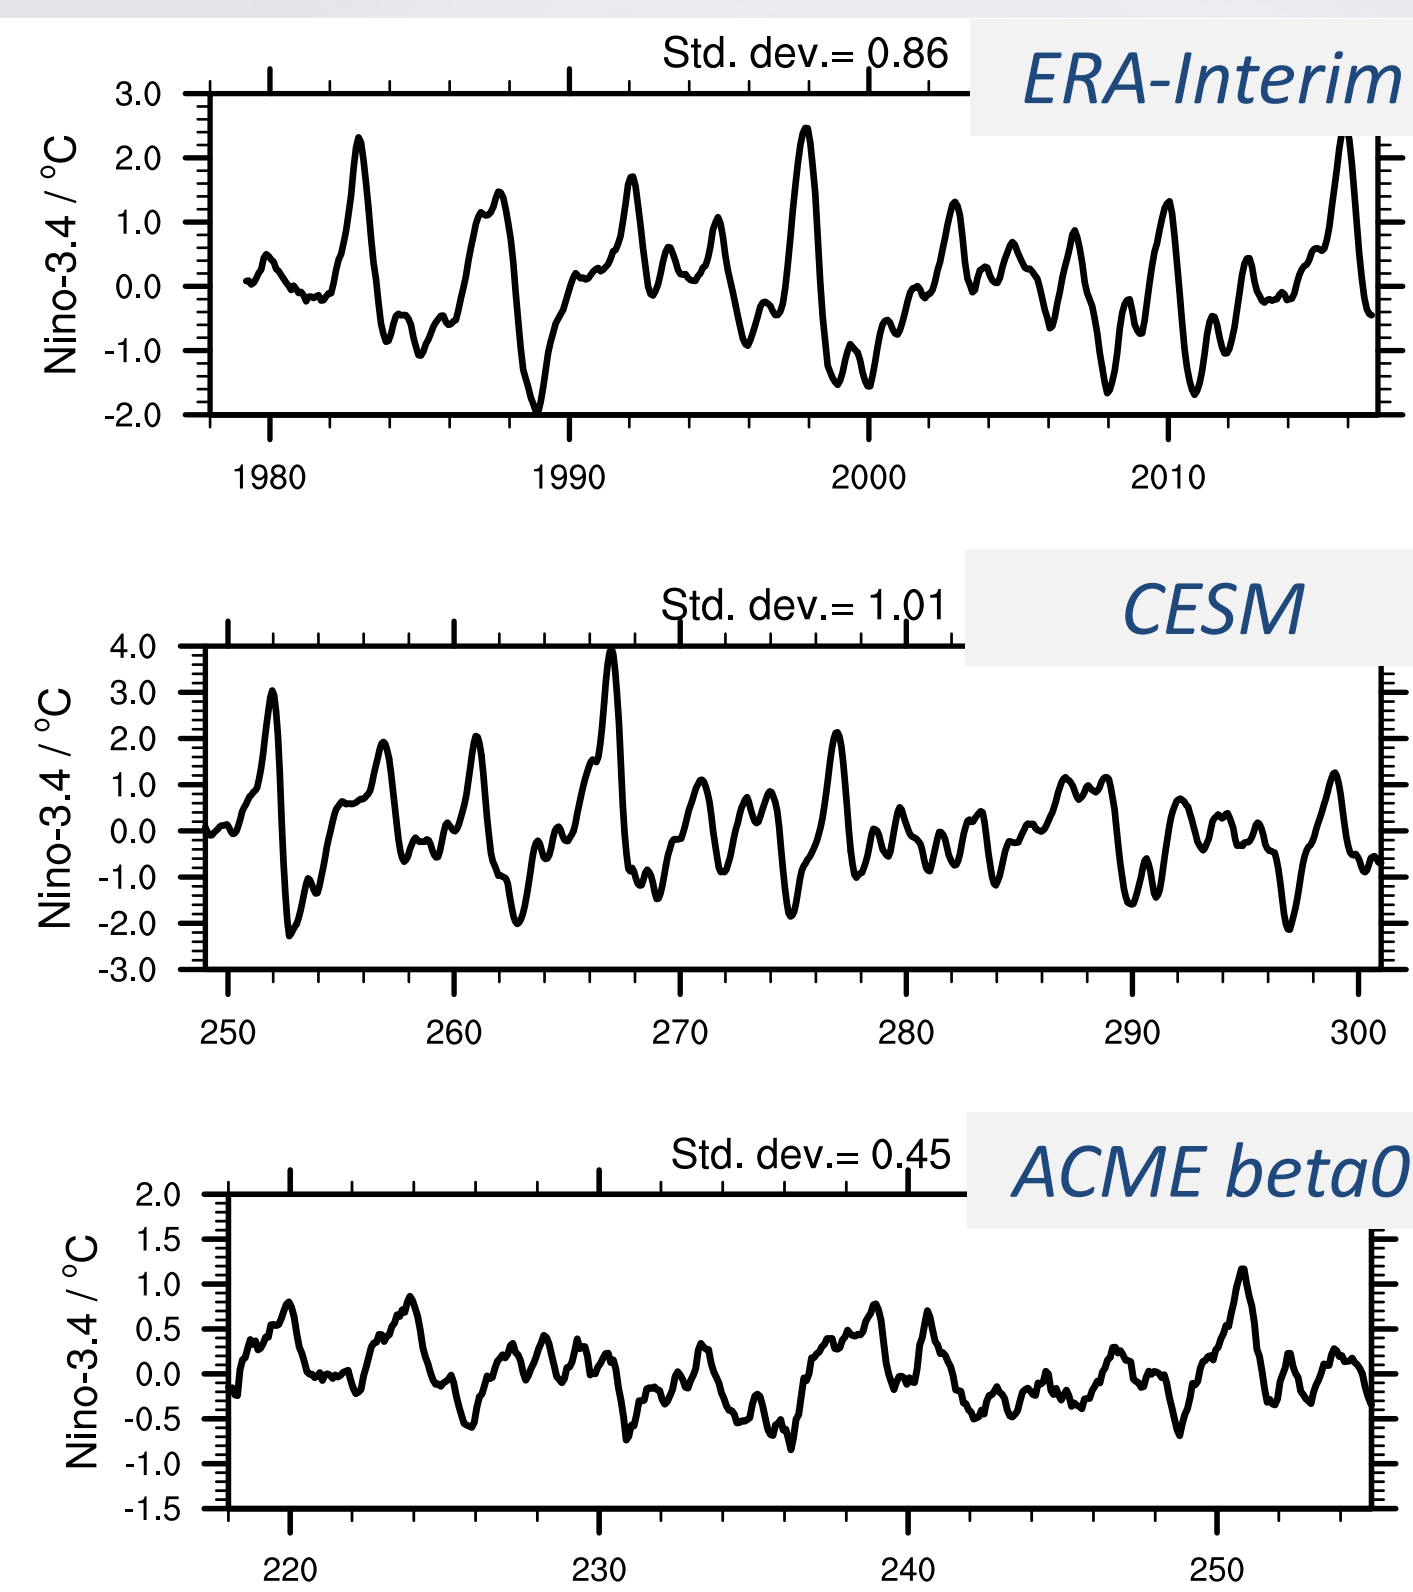 Std. dev.= 0.86
ERA-Interim
Nino-3.4 / °C
3.0
2.0
1.0
0.0
-1.0
-2.0
1980 1990 2000 2010
Std. dev.= 1.01
CESM
Nino-3.4 / °C
4.0
3.0
2.0
1.0
0.0
-1.0
-2.0
-3.0
250 260 270 280 290 300
Std. dev.= 0.45
ACME beta0
Nino-3.4 / °C
2.0
1.5
1.0
0.5
0.0
-0.5
-1.0
-1.5
220 230 240 250